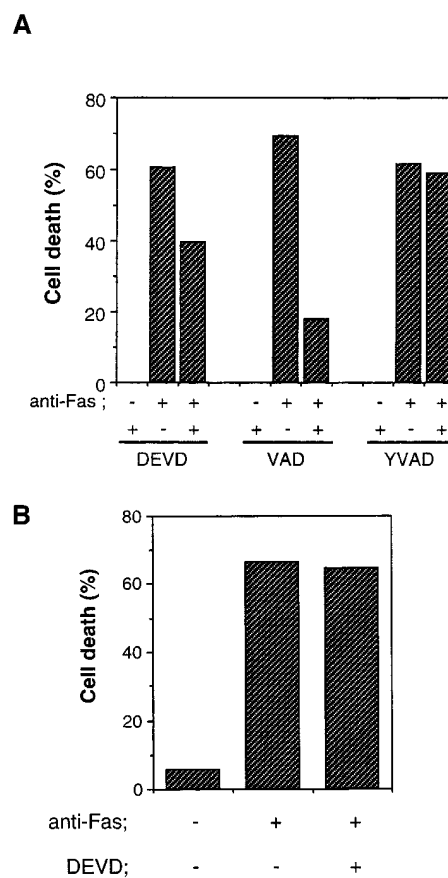 A
80
60
40
20
0
Cell death (%)
anti-Fas ; - + + - + + - + +
+ - + + - + + - +
DEVD VAD YVAD
B
80
60
40
20
0
Cell death (%)
anti-Fas; - + +
DEVD; - - +